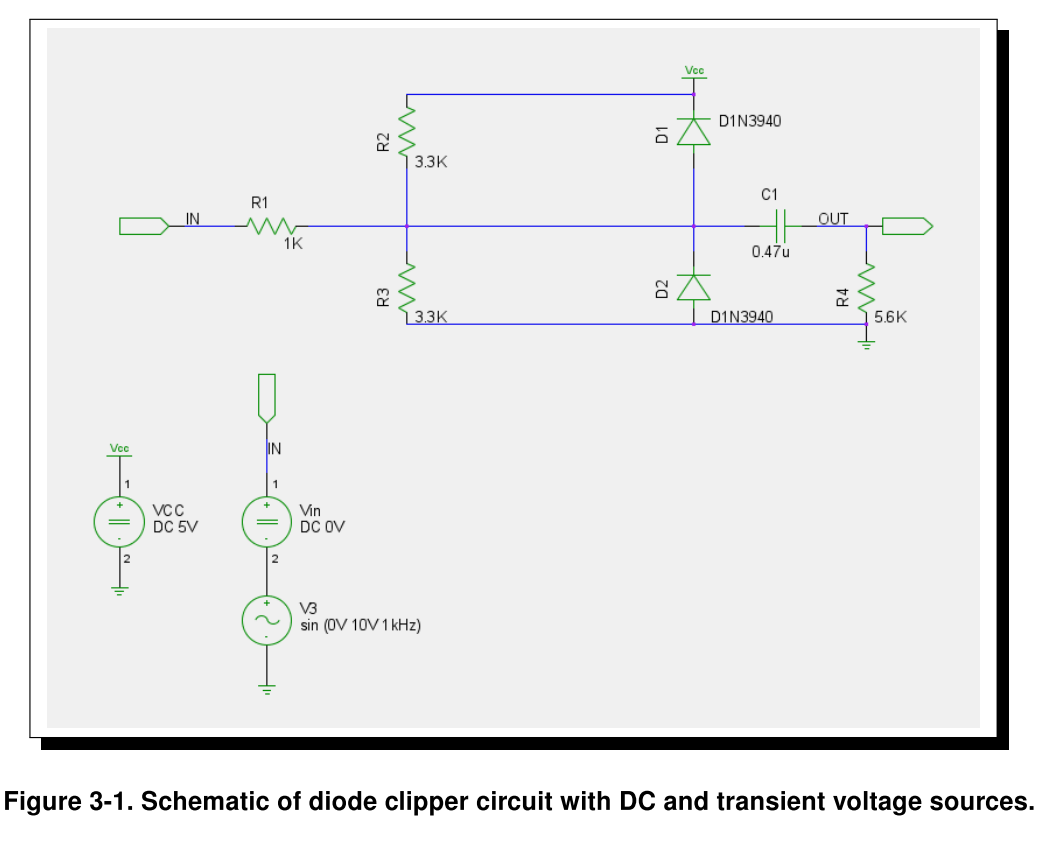 Vcc
D1
D1N3940
R2
3.3K
IN
R1
1K
C1
0.47u
OUT
R3
3.3K
D2
D1N3940
R4
5.6K
IN
Vcc
1
+
VCC
DC 5V
-
2
1
+
Vin
DC 0V
-
2
+
V3
sin (0V 10V 1kHz)
-
Figure 3-1. Schematic of diode clipper circuit with DC and transient voltage sources.